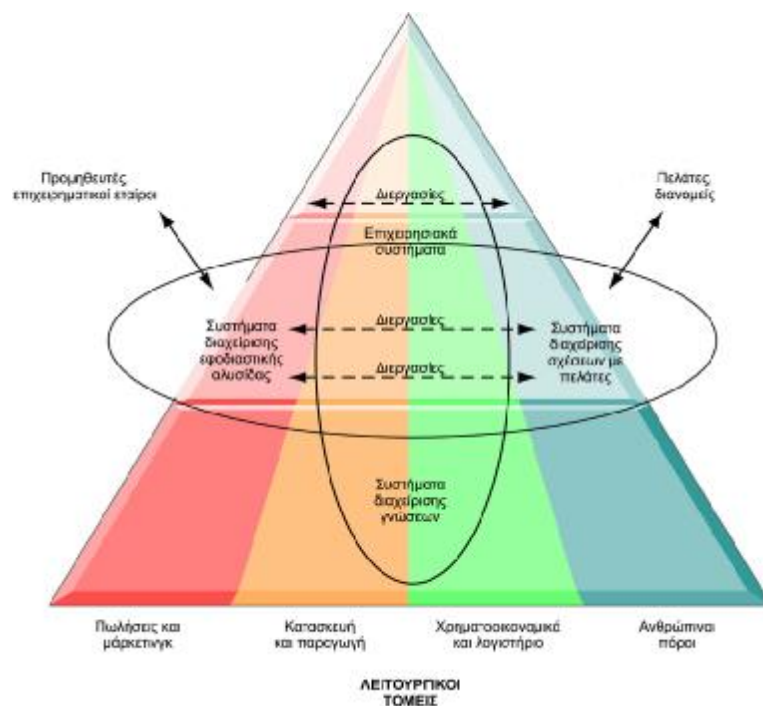 Προμηθευτές,
επιχειρηματικοί εταίροι
Πελάτες,
διανομείς
Διεργασίες
Επιχειρησιακά
συστήματα
Συστήματα
διαχείρισης
εφοδιαστικής
αλυσίδας
Διεργασίες
Διεργασίες
Συστήματα
διαχείρισης
σχέσεων με
πελάτες
Συστήματα
διαχείρισης
γνώσεων
Πωλήσεις και
μάρκετινγκ
Κατασκευή
και παραγωγή
Χρηματοοικονομικά
και λογιστήριο
Ανθρώπινοι
πόροι
ΛΕΙΤΟΥΡΓΙΚΟΙ
ΤΟΜΕΙΣ